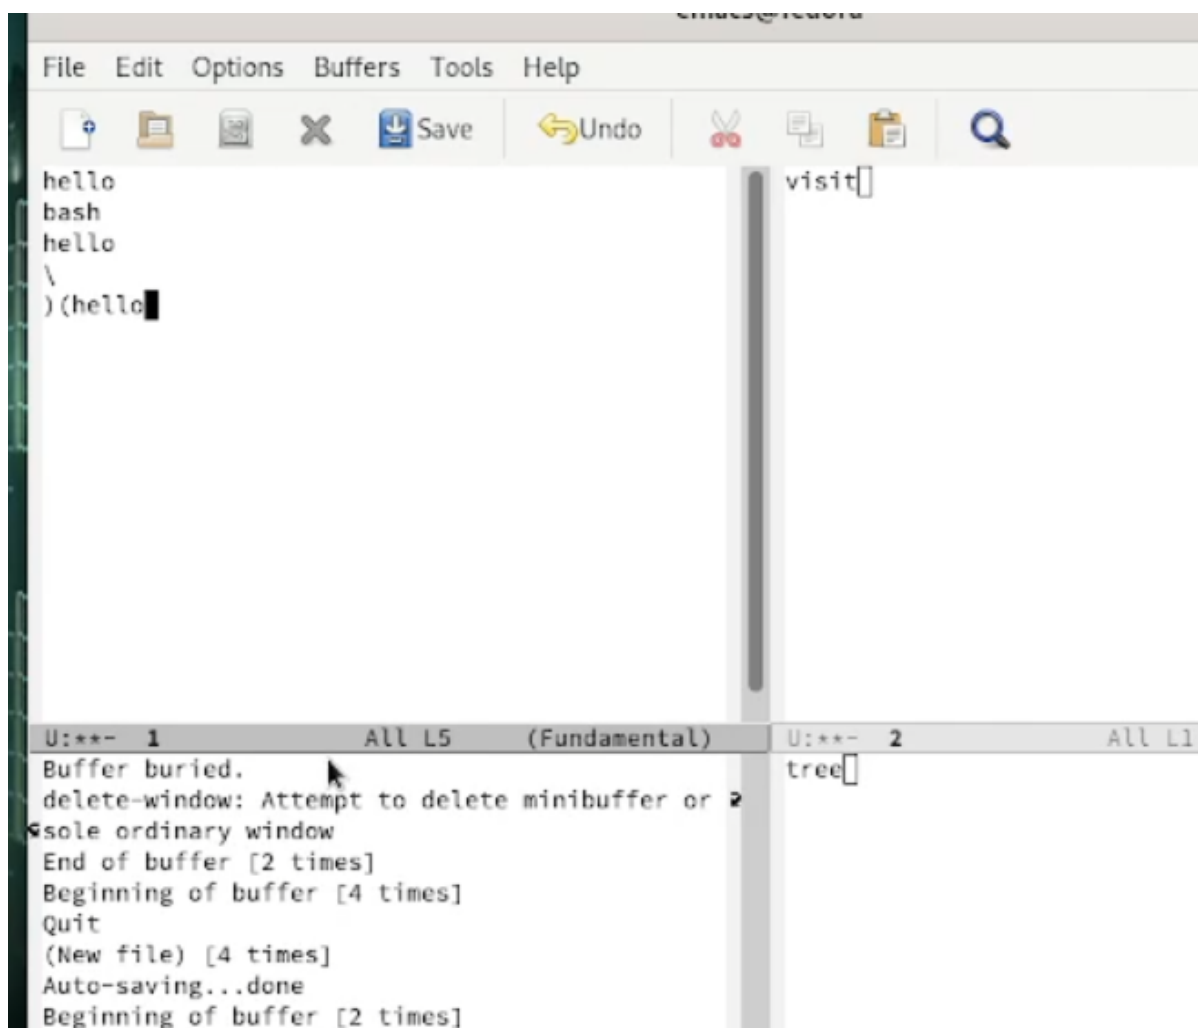 File Edit Options Buffers Tools Help
Save Undo
hello
bash
hello
\
)(hello
U:**- 1 All L5 (Fundamental)
visit
U:**- 2 All L1
Buffer buried.
delete-window: Attempt to delete minibuffer or
sole ordinary window
End of buffer [2 times]
Beginning of buffer [4 times]
Quit
(New file) [4 times]
Auto-saving...done
Beginning of buffer [2 times]
tree